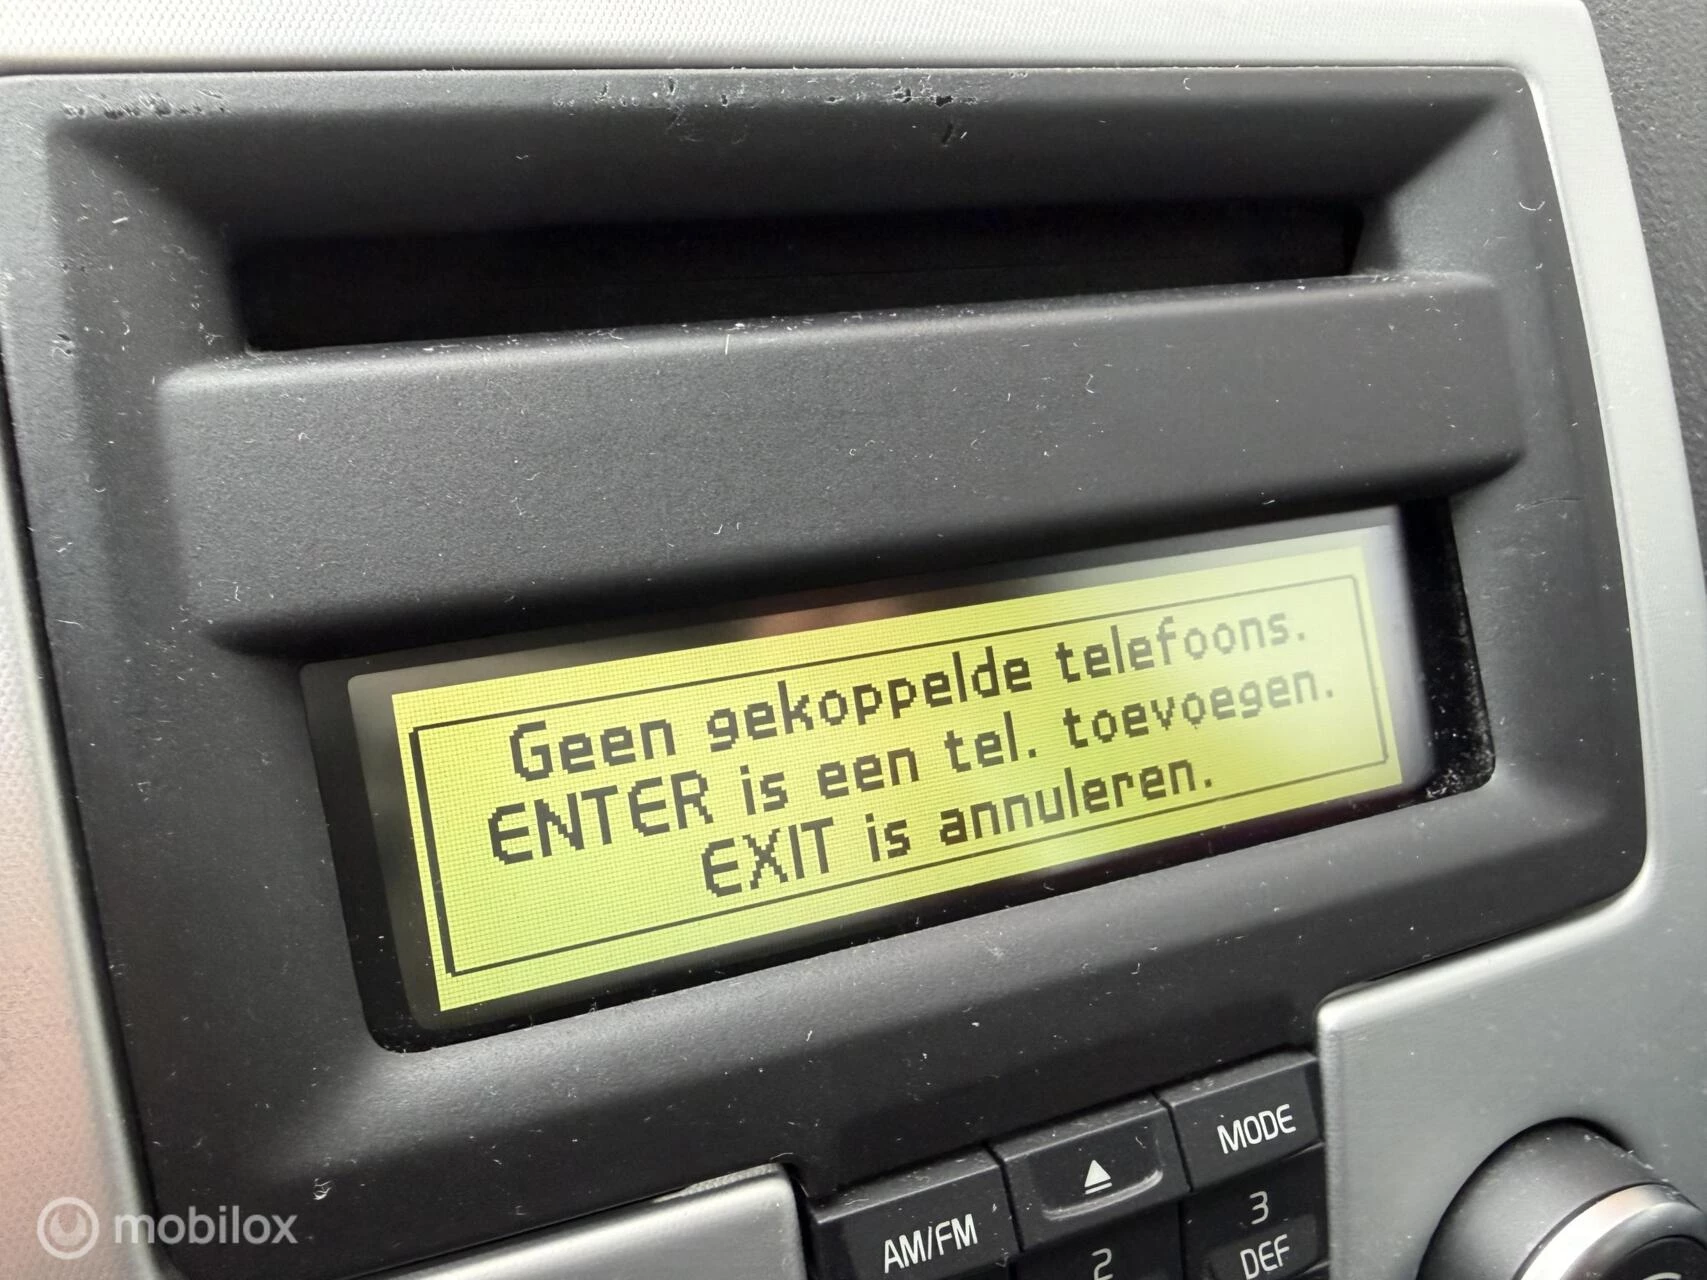 Geen gekoppelde telefoons.
ENTER is een tel. toevoegen.
EXIT is annuleren.
MODE
AM/FM
3
2
DEF
mobilox